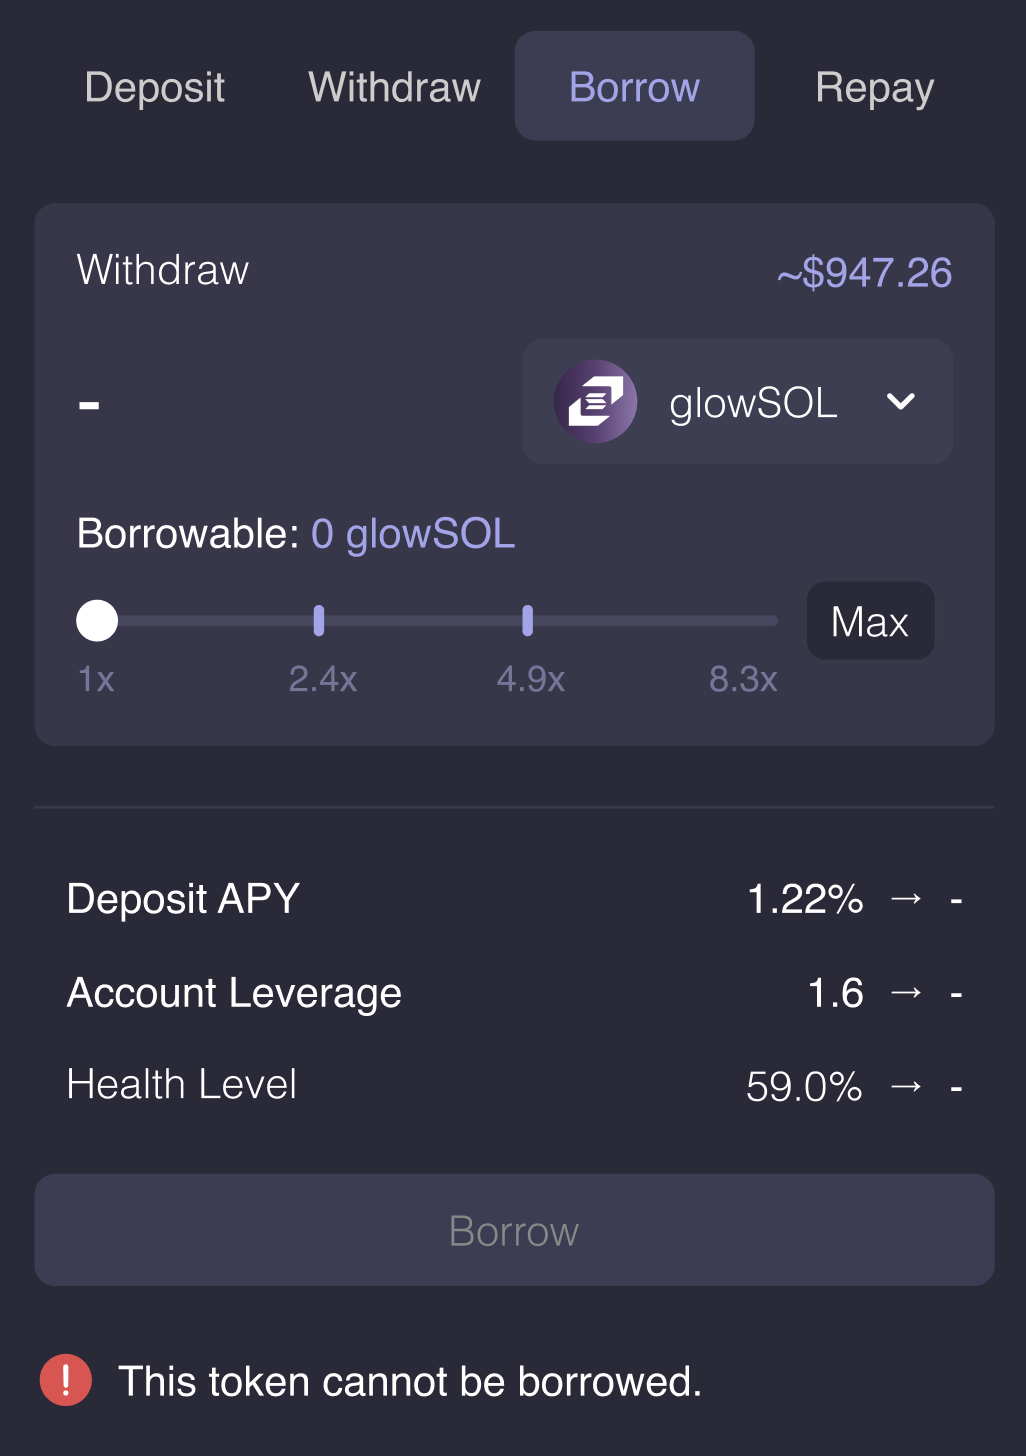 Deposit Withdraw Borrow Repay
Withdraw ~$947.26
- glowSOL
Borrowable: 0 glowSOL
Max
1x 2.4x 4.9x 8.3x
Deposit APY 1.22% → -
Account Leverage 1.6 → -
Health Level 59.0% → -
Borrow
! This token cannot be borrowed.